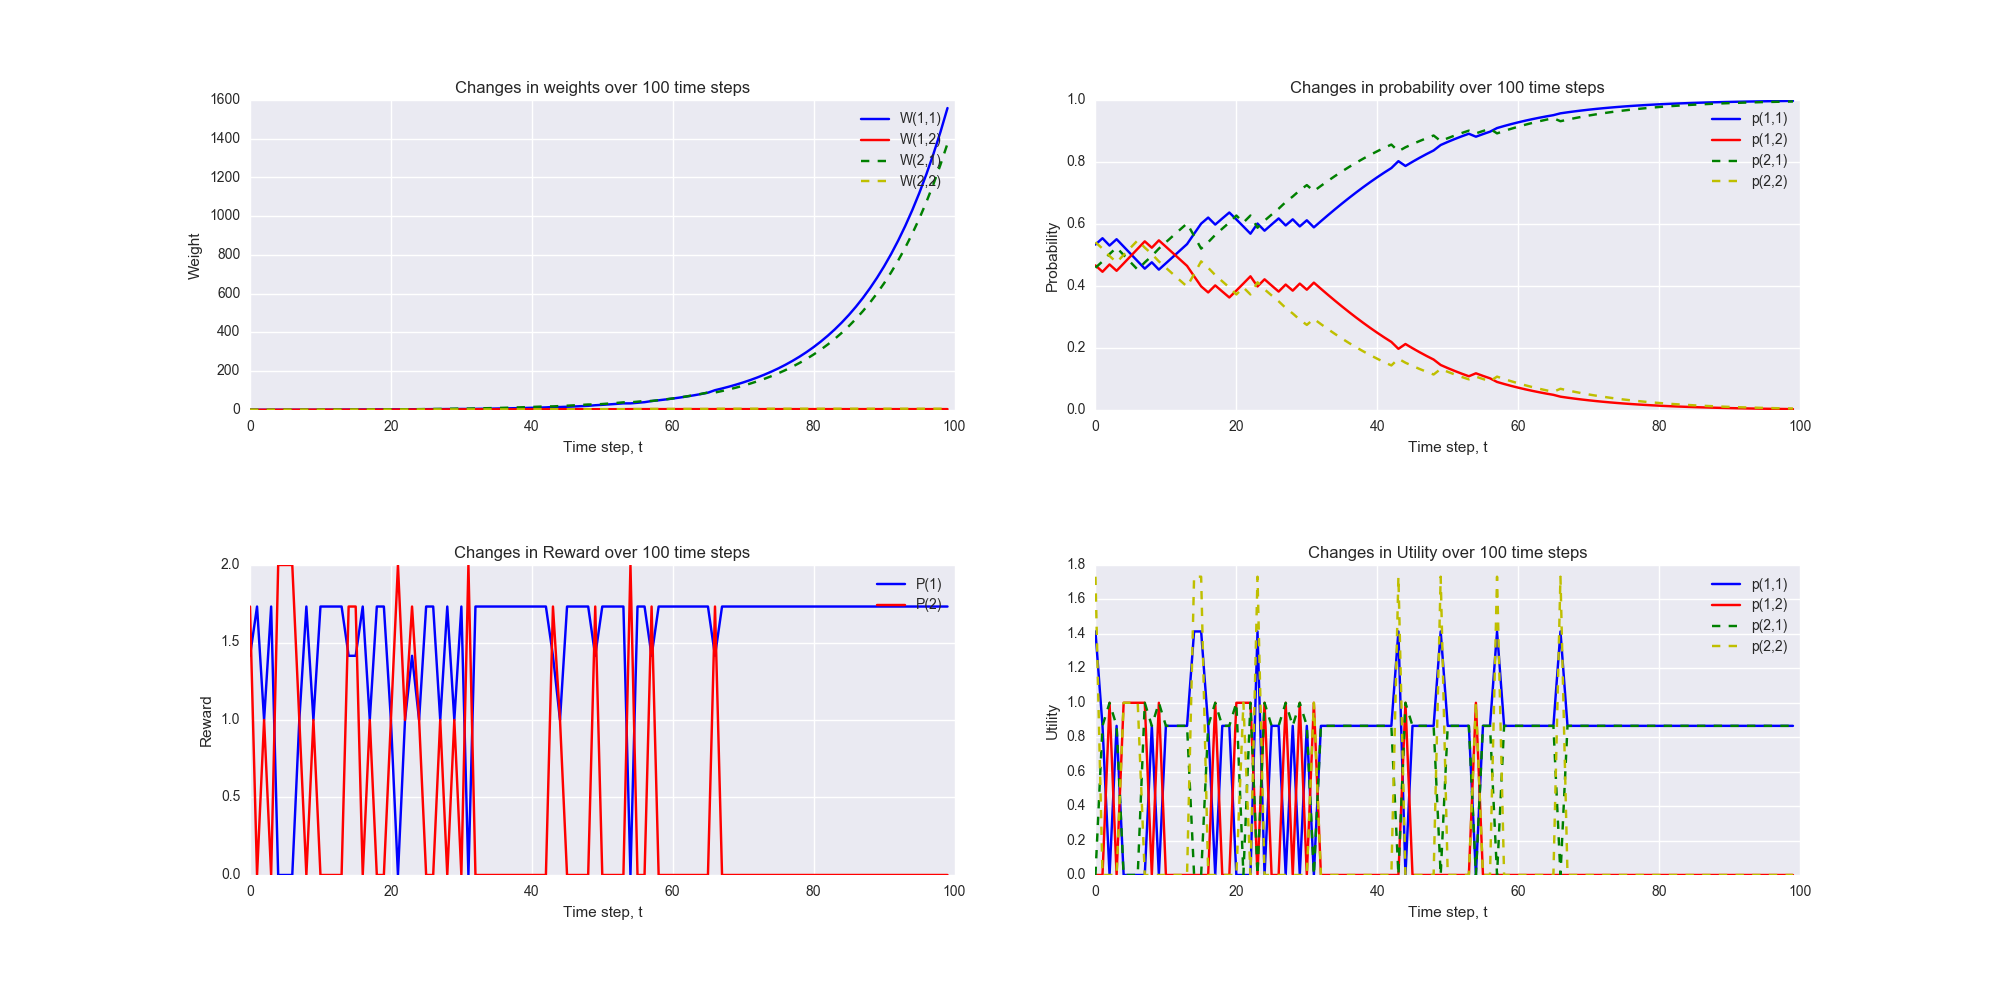 Changes in weights over 100 time steps
1600
1400
1200
1000
800
600
400
200
0
Weight
W(1,1)
W(1,2)
W(2,1)
W(2,2)
0 20 40 60 80 100
Time step, t
Changes in probability over 100 time steps
1.0
0.8
0.6
0.4
0.2
0.0
Probability
p(1,1)
p(1,2)
p(2,1)
p(2,2)
0 20 40 60 80 100
Time step, t
Changes in Reward over 100 time steps
2.0
1.5
1.0
0.5
0.0
Reward
P(1)
P(2)
0 20 40 60 80 100
Time step, t
Changes in Utility over 100 time steps
1.8
1.6
1.4
1.2
1.0
0.8
0.6
0.4
0.2
0.0
Utility
p(1,1)
p(1,2)
p(2,1)
p(2,2)
0 20 40 60 80 100
Time step, t